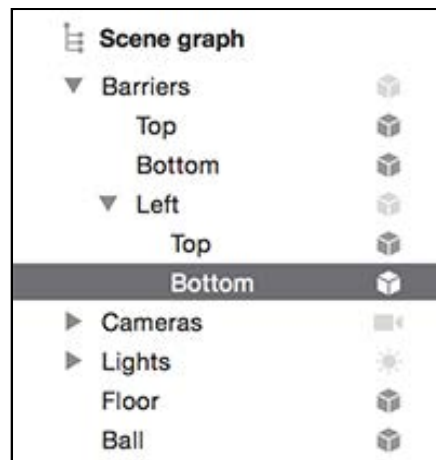 Scene graph
Barriers
Top
Bottom
Left
Top
Bottom
Cameras
Lights
Floor
Ball